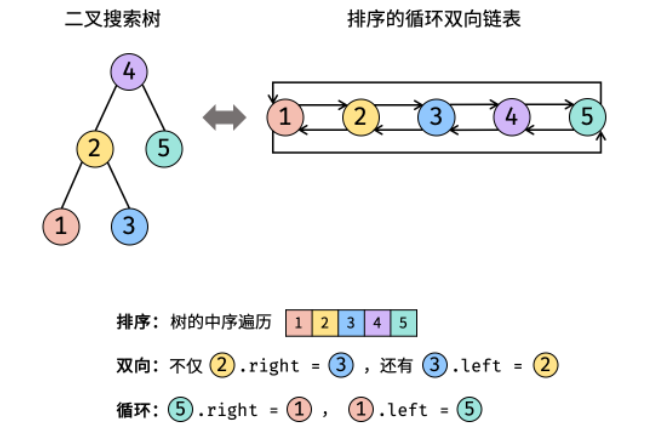 二叉搜索树
排序的循环双向链表
4
2 5
1 3
1 2 3 4 5
排序：树的中序遍历 1 2 3 4 5
双向：不仅 2 .right = 3 ，还有 3 .left = 2
循环：5 .right = 1 ， 1 .left = 5